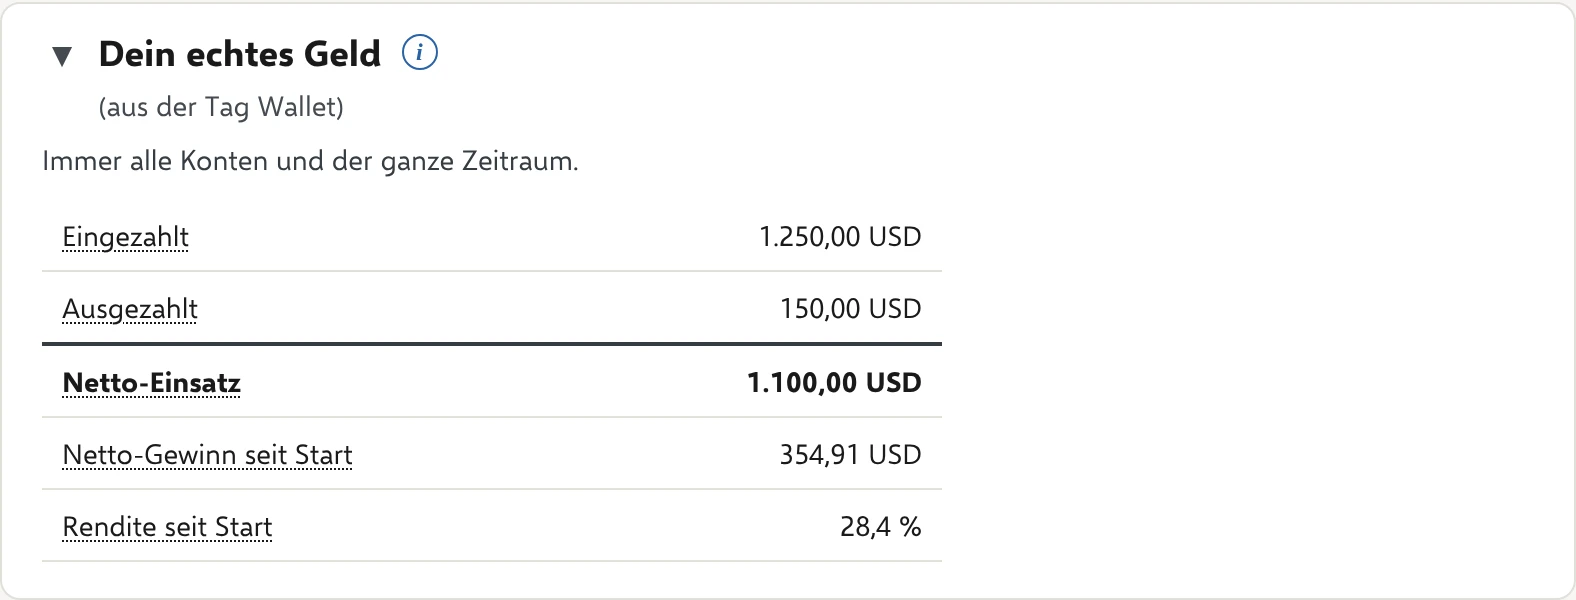 ▼ Dein echtes Geld i
(aus der Tag Wallet)
Immer alle Konten und der ganze Zeitraum.
Eingezahlt 1.250,00 USD
Ausgezahlt 150,00 USD
Netto-Einsatz 1.100,00 USD
Netto-Gewinn seit Start 354,91 USD
Rendite seit Start 28,4 %